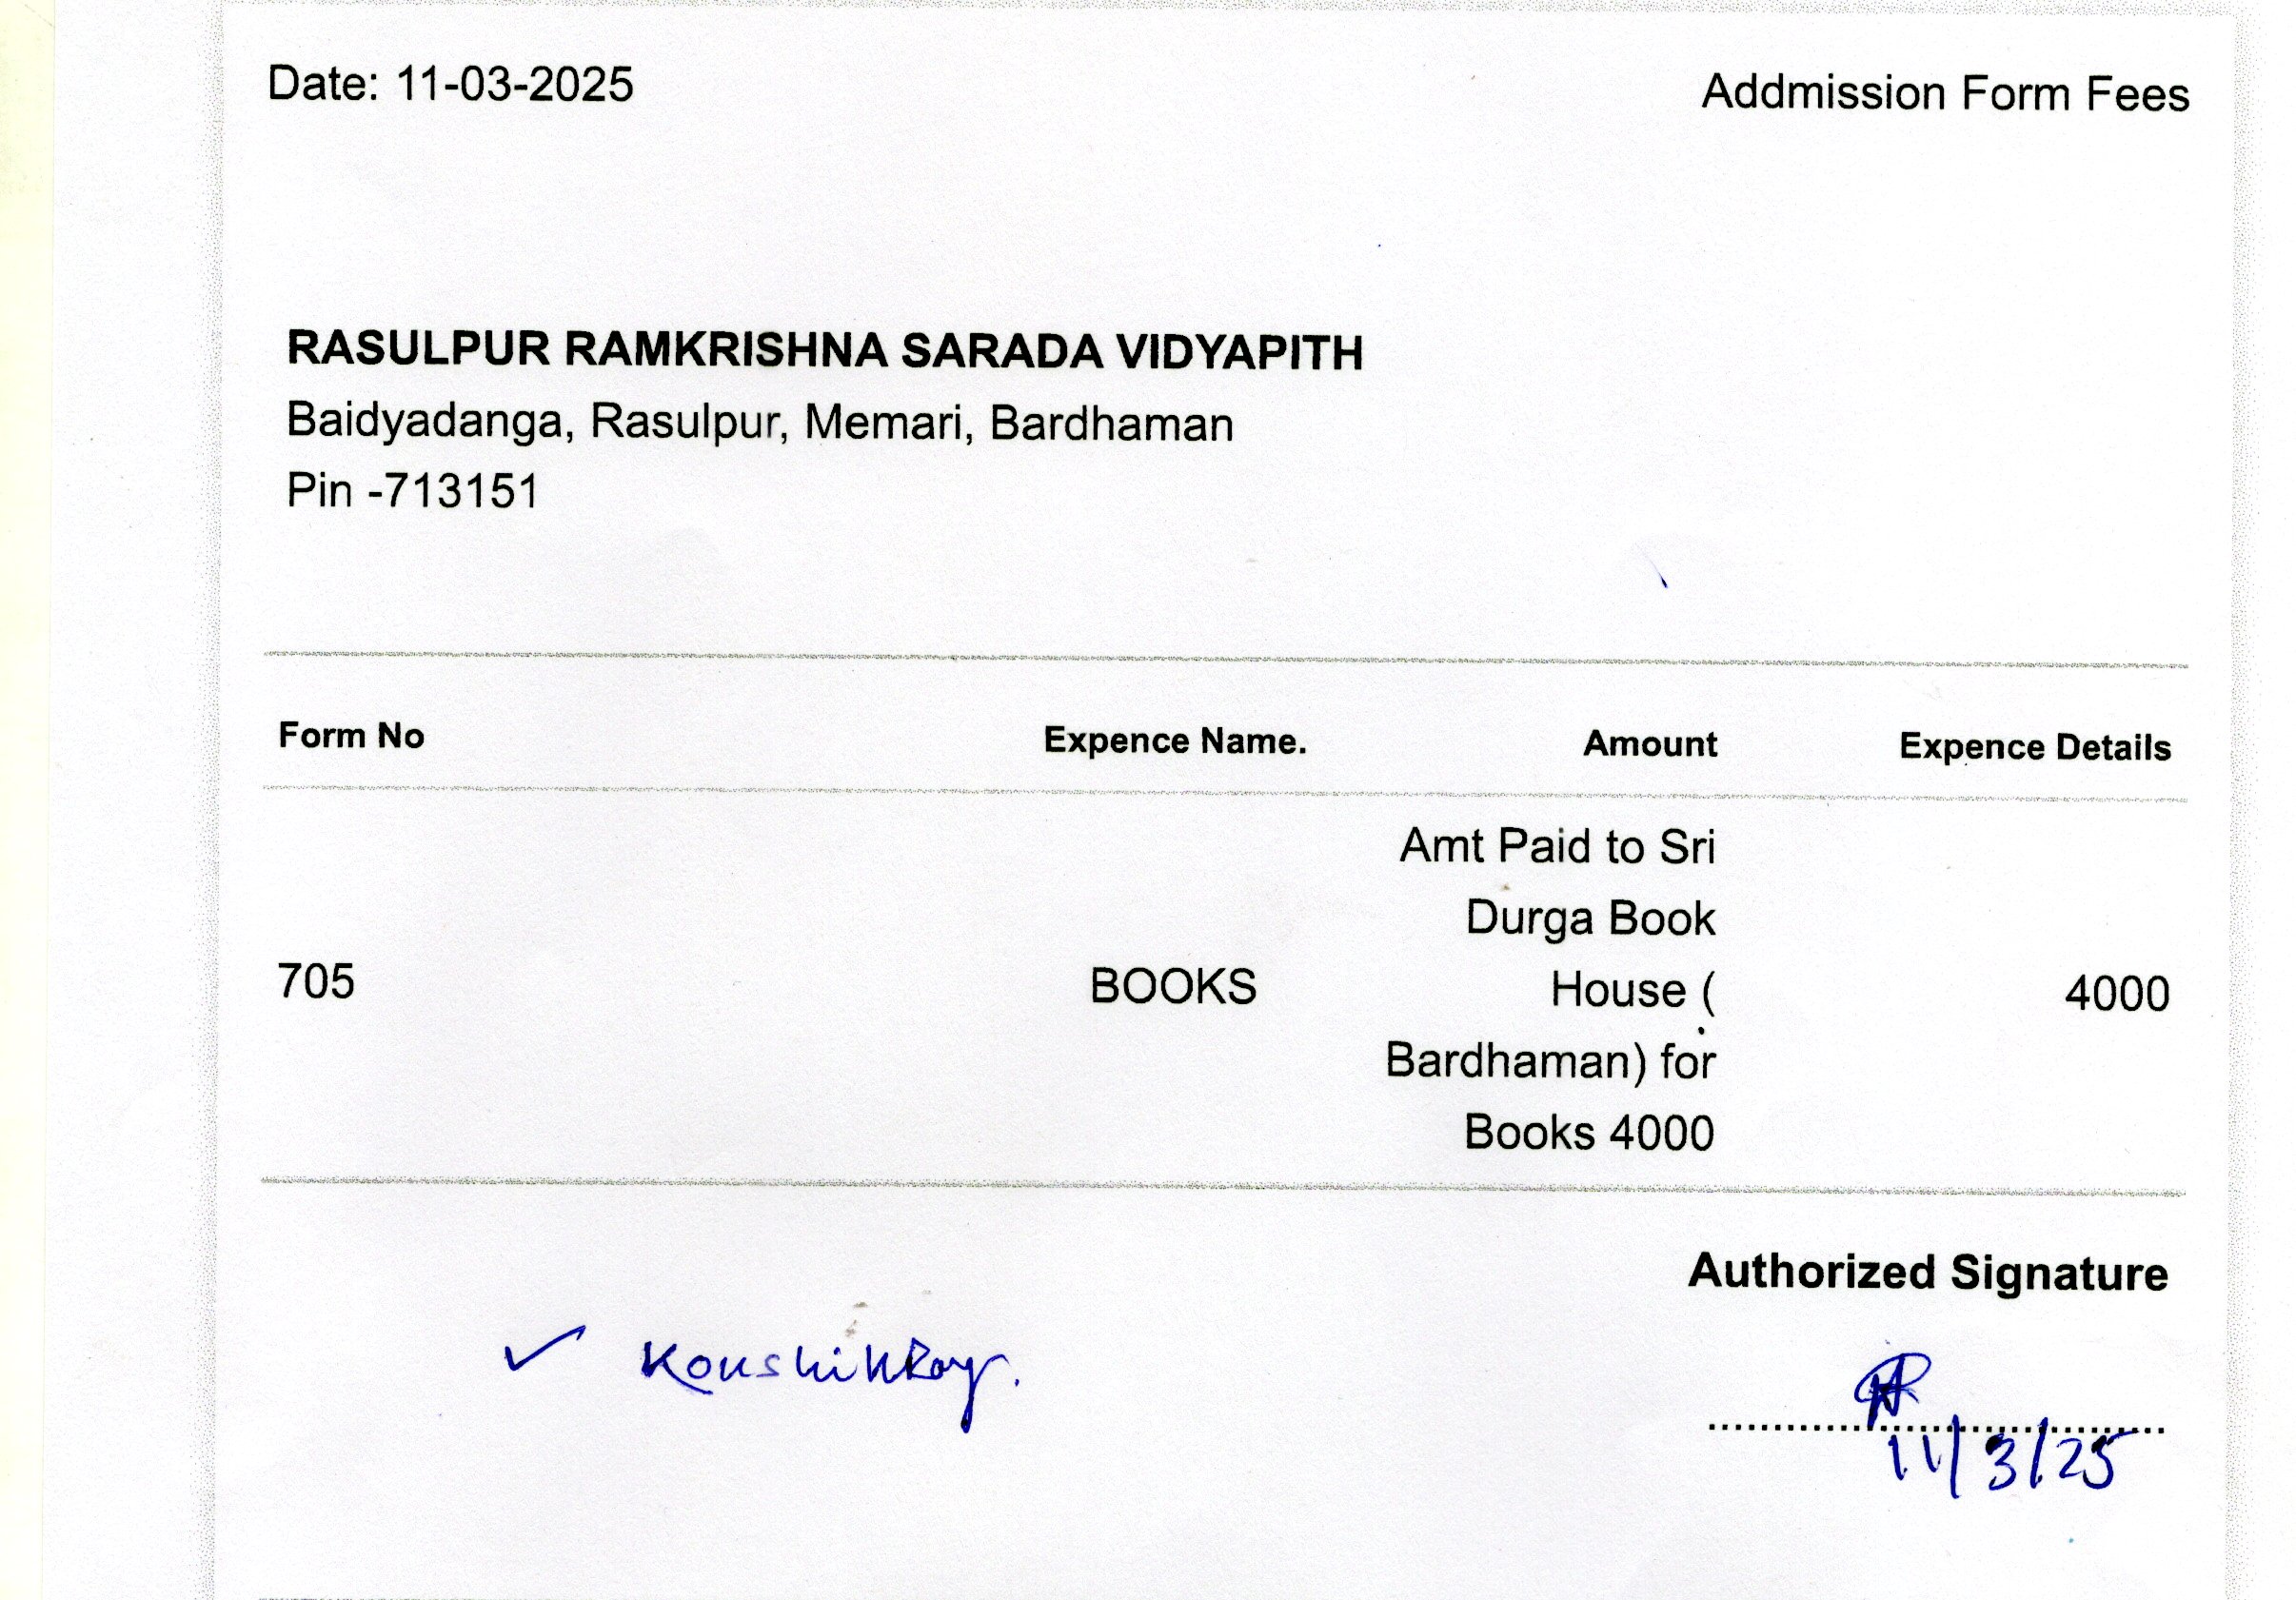 Date: 11-03-2025
Addmission Form Fees
RASULPUR RAMKRISHNA SARADA VIDYAPITH
Baidyadanga, Rasulpur, Memari, Bardhaman
Pin -713151
Form No Expence Name. Amount Expence Details
705 BOOKS Amt Paid to Sri
Durga Book
House (
Bardhaman) for
Books 4000
4000
Authorized Signature
Koushik Roy.
11/3/25